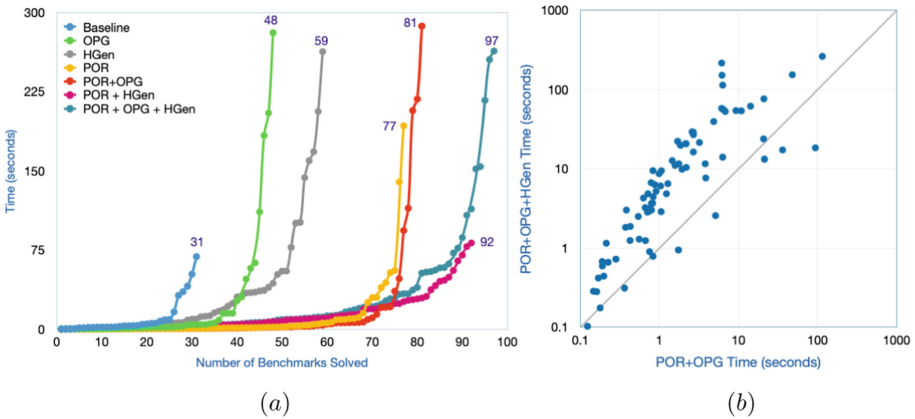 300
225
150
75
0
Time (seconds)
Baseline
OPG
HGen
POR
POR+OPG
POR + HGen
POR + OPG + HGen
31
48
59
77
81
92
97
0 10 20 30 40 50 60 70 80 90 100
Number of Benchmarks Solved
(a)
1000
100
10
1
0.1
POR+OPG+HGen Time (seconds)
0.1 1 10 100 1000
POR+OPG Time (seconds)
(b)